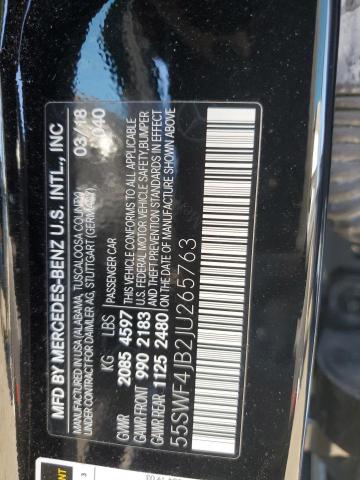 MFD BY MERCEDES-BENZ U.S. INTL., INC
MANUFACTURED IN USA (ALABAMA, TUSCALOOSA COUNTY)
UNDER CONTRACT FOR DAIMLER AG, STUTTGART (GERMANY)
03/18
040
KG LBS
GVWR 2085 4597
GAWR FRONT 990 2183
GAWR REAR 1125 2480
PASSENGER CAR
THIS VEHICLE CONFORMS TO ALL APPLICABLE
U.S. FEDERAL MOTOR VEHICLE SAFETY, BUMPER
AND THEFT PREVENTION STANDARDS IN EFFECT
ON THE DATE OF MANUFACTURE SHOWN ABOVE
55SWF4JB2JU265763